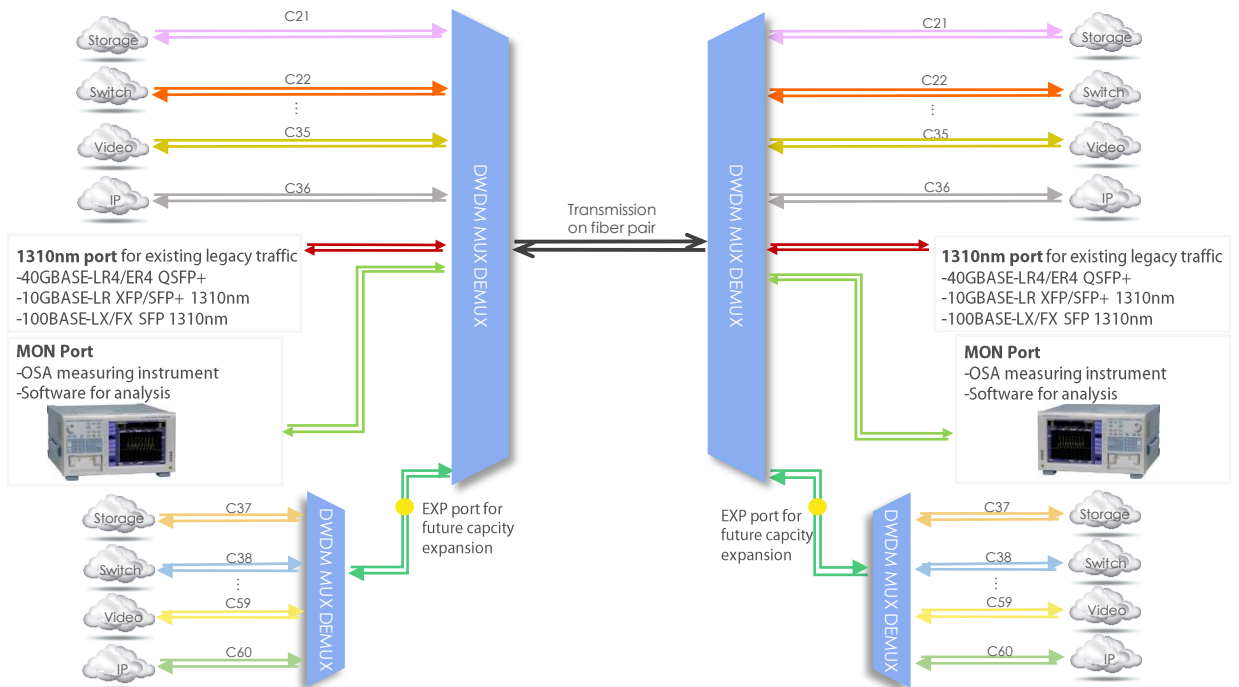 C21
Storage
C22
Switch
⋮
C35
Video
C36
IP
DWDM MUX DEMUX
1310nm port for existing legacy traffic
-40GBASE-LR4/ER4 QSFP+
-10GBASE-LR XFP/SFP+ 1310nm
-100BASE-LX/FX SFP 1310nm
MON Port
-OSA measuring instrument
-Software for analysis
EXP port for
future capcity
expansion
C37
Storage
C38
Switch
⋮
C59
Video
C60
IP
DWDM MUX DEMUX
Transmission
on fiber pair
DWDM MUX DEMUX
C21
Storage
C22
Switch
⋮
C35
Video
C36
IP
1310nm port for existing legacy traffic
-40GBASE-LR4/ER4 QSFP+
-10GBASE-LR XFP/SFP+ 1310nm
-100BASE-LX/FX SFP 1310nm
MON Port
-OSA measuring instrument
-Software for analysis
EXP port for
future capcity
expansion
DWDM MUX DEMUX
C37
Storage
C38
Switch
⋮
C59
Video
C60
IP